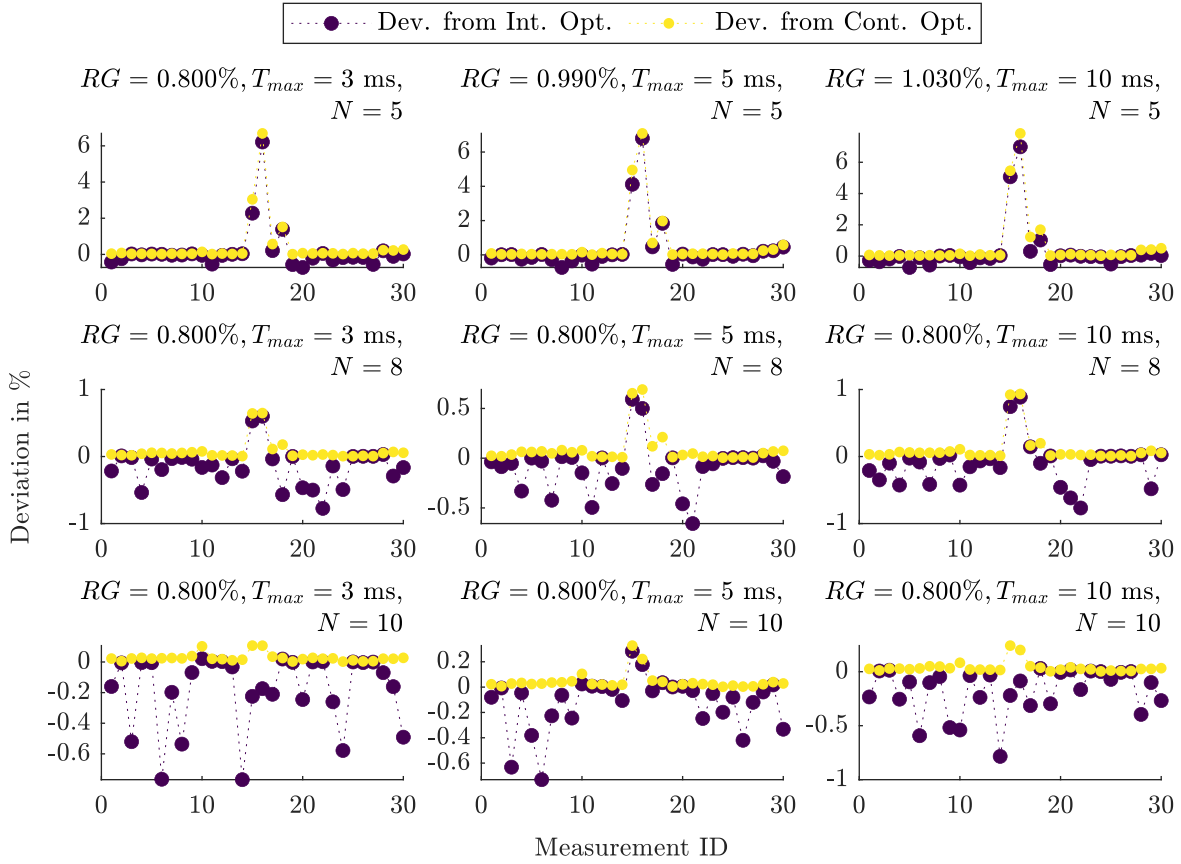 Dev. from Int. Opt. Dev. from Cont. Opt.
RG = 0.800%, T_max = 3 ms,
N = 5
6
4
2
0
0 10 20 30
RG = 0.990%, T_max = 5 ms,
N = 5
6
4
2
0
0 10 20 30
RG = 1.030%, T_max = 10 ms,
N = 5
6
4
2
0
0 10 20 30
Deviation in %
RG = 0.800%, T_max = 3 ms,
N = 8
1
0
-1
0 10 20 30
RG = 0.800%, T_max = 5 ms,
N = 8
0.5
0
-0.5
0 10 20 30
RG = 0.800%, T_max = 10 ms,
N = 8
1
0
-1
0 10 20 30
RG = 0.800%, T_max = 3 ms,
N = 10
0
-0.2
-0.4
-0.6
0 10 20 30
RG = 0.800%, T_max = 5 ms,
N = 10
0.2
0
-0.2
-0.4
-0.6
0 10 20 30
RG = 0.800%, T_max = 10 ms,
N = 10
0
-0.5
-1
0 10 20 30
Measurement ID